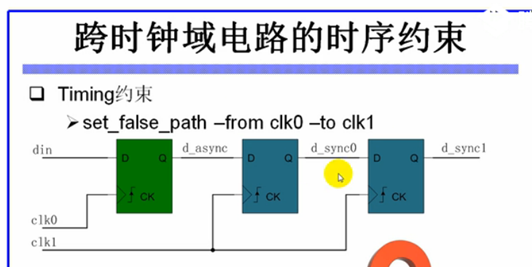 跨时钟域电路的时序约束
Timing约束
set_false_path –from clk0 –to clk1
din D Q d_async D Q d_sync0 D Q d_sync1
CK CK CK
clk0
clk1